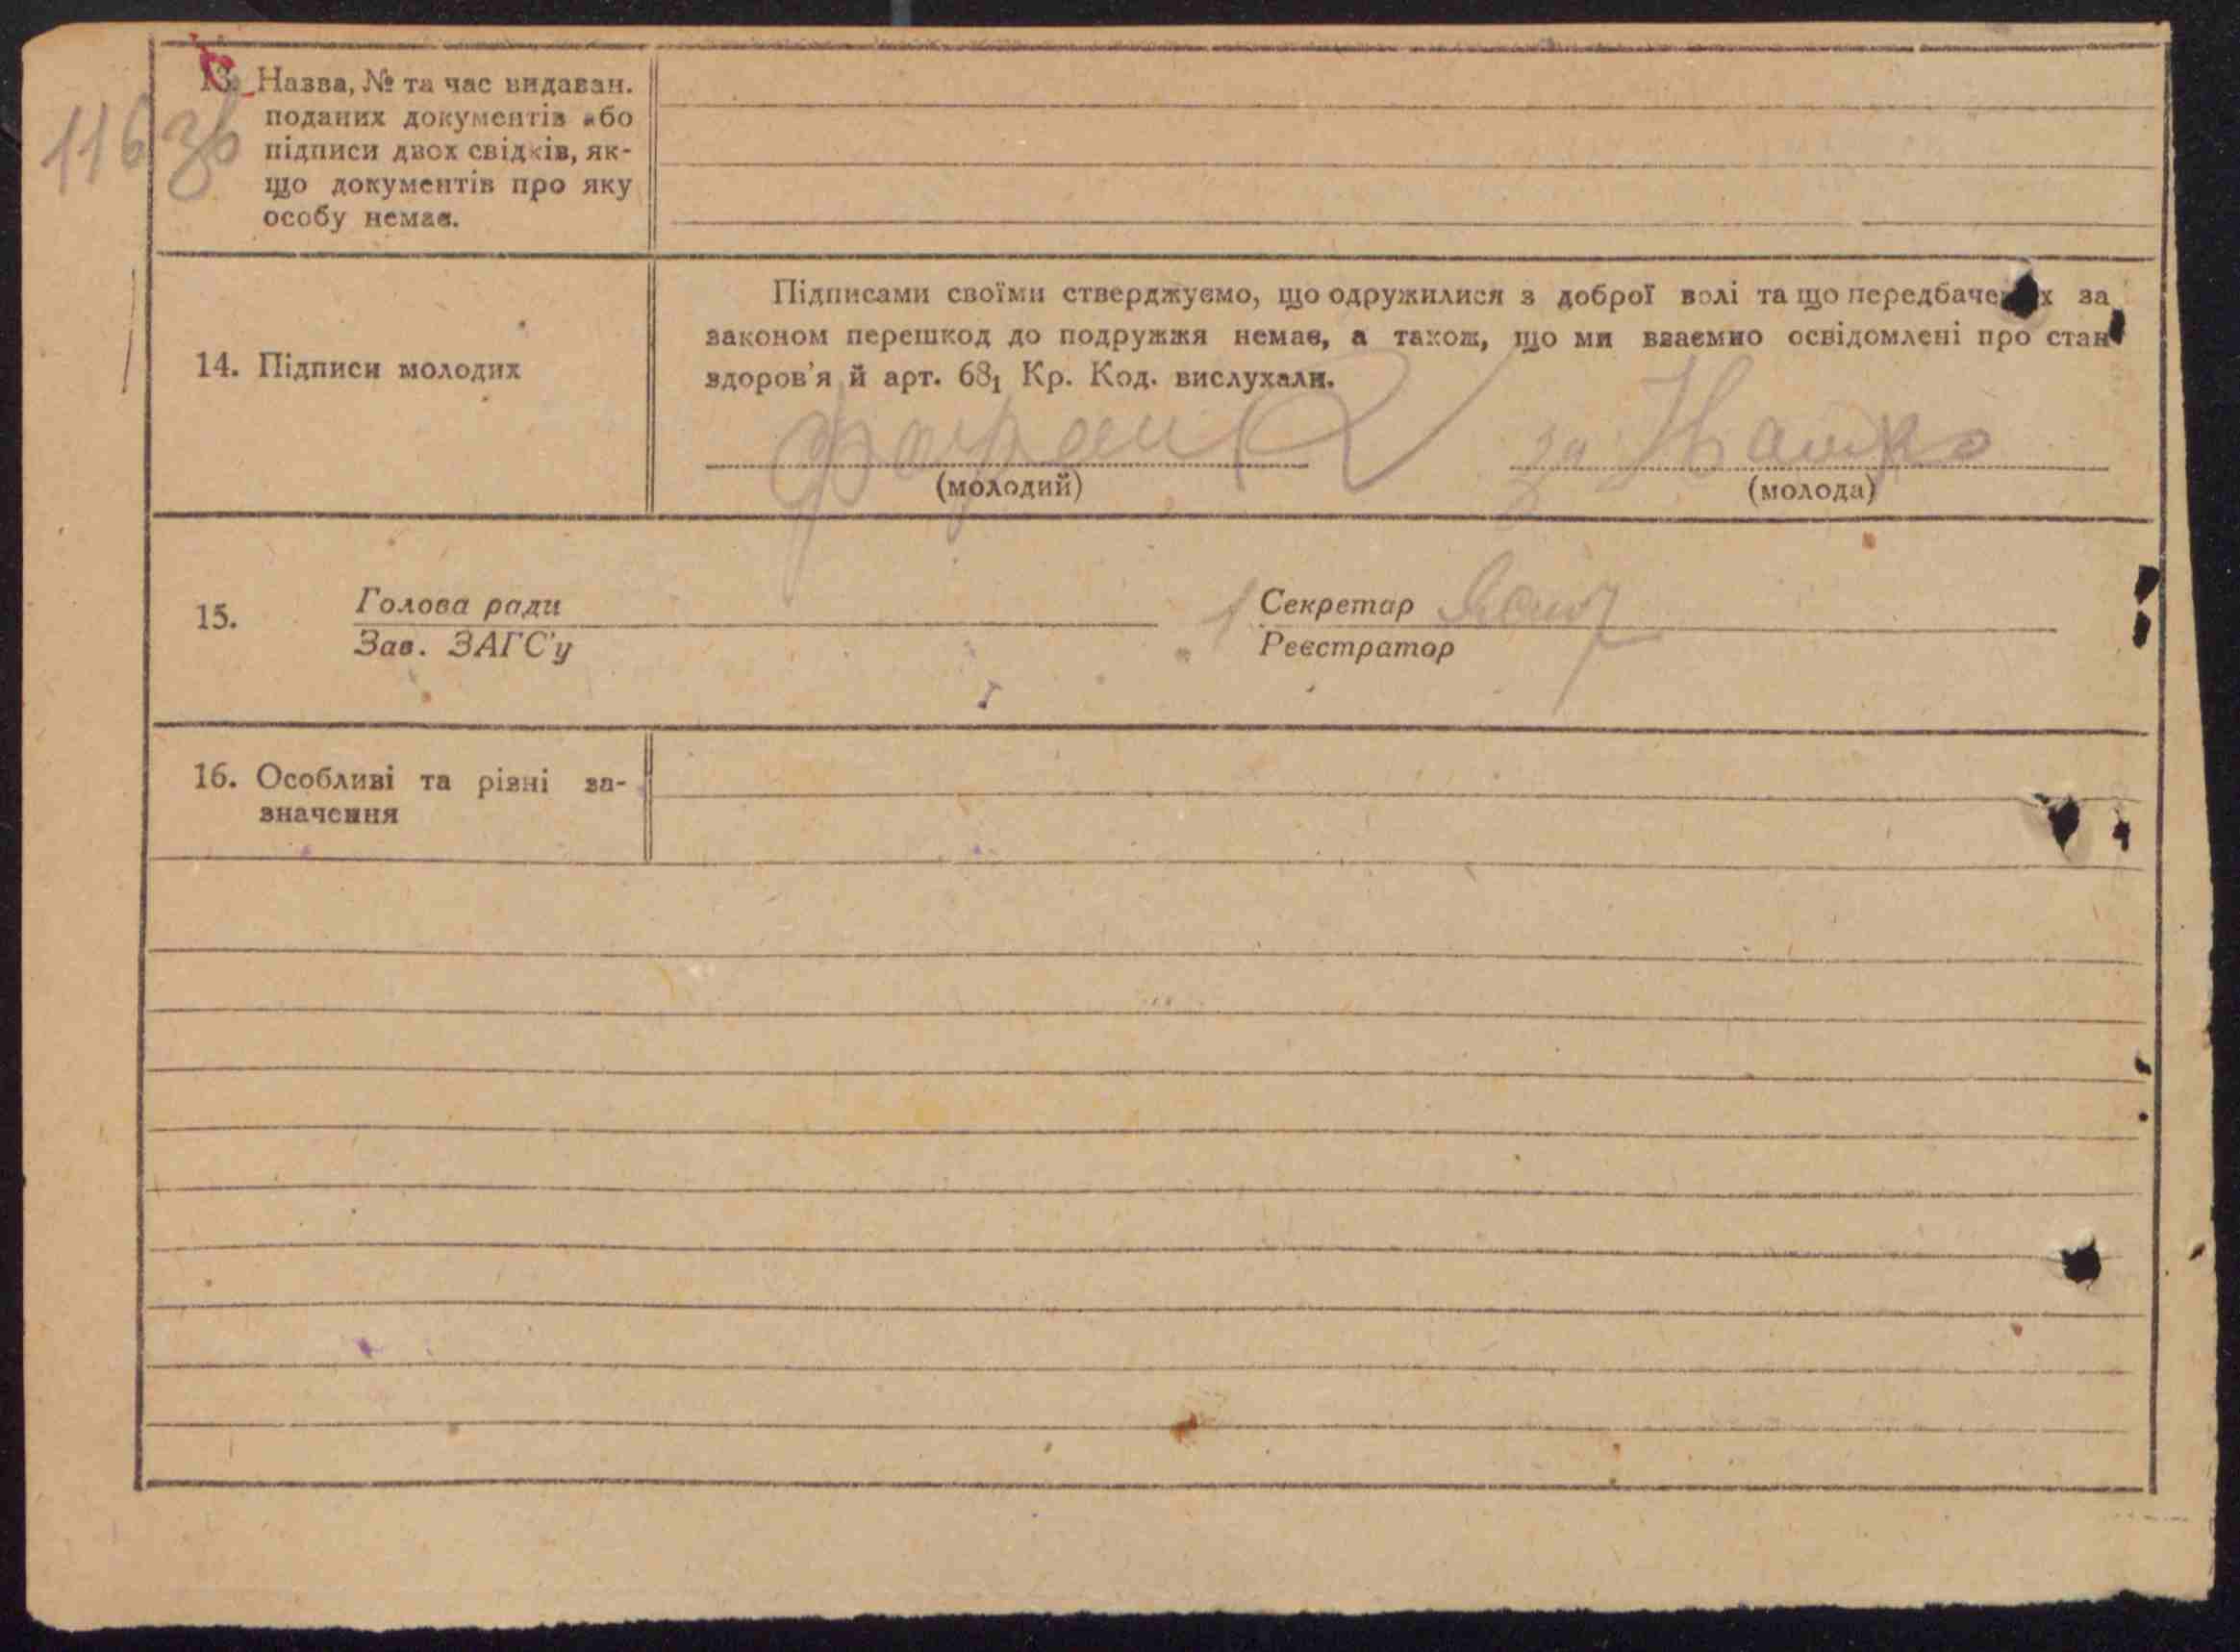 116 зв
13. Назва, № та час видаван.
поданих документів або
підписи двох свідків, як-
що документів про яку
особу немає.
Підписами своїми стверджуємо, що одружилися з доброї волі та що передбачених за
законом перешкод до подружжя немає, а також, що ми взаємно освідомлені про стан
здоров'я й арт. 68₁ Кр. Код. вислухали.
14. Підписи молодих
(молодий)
(молода)
15.
Голова ради
Зав. ЗАГС'у
Секретар
Реєстратор
16. Особливі та різні за-
значення